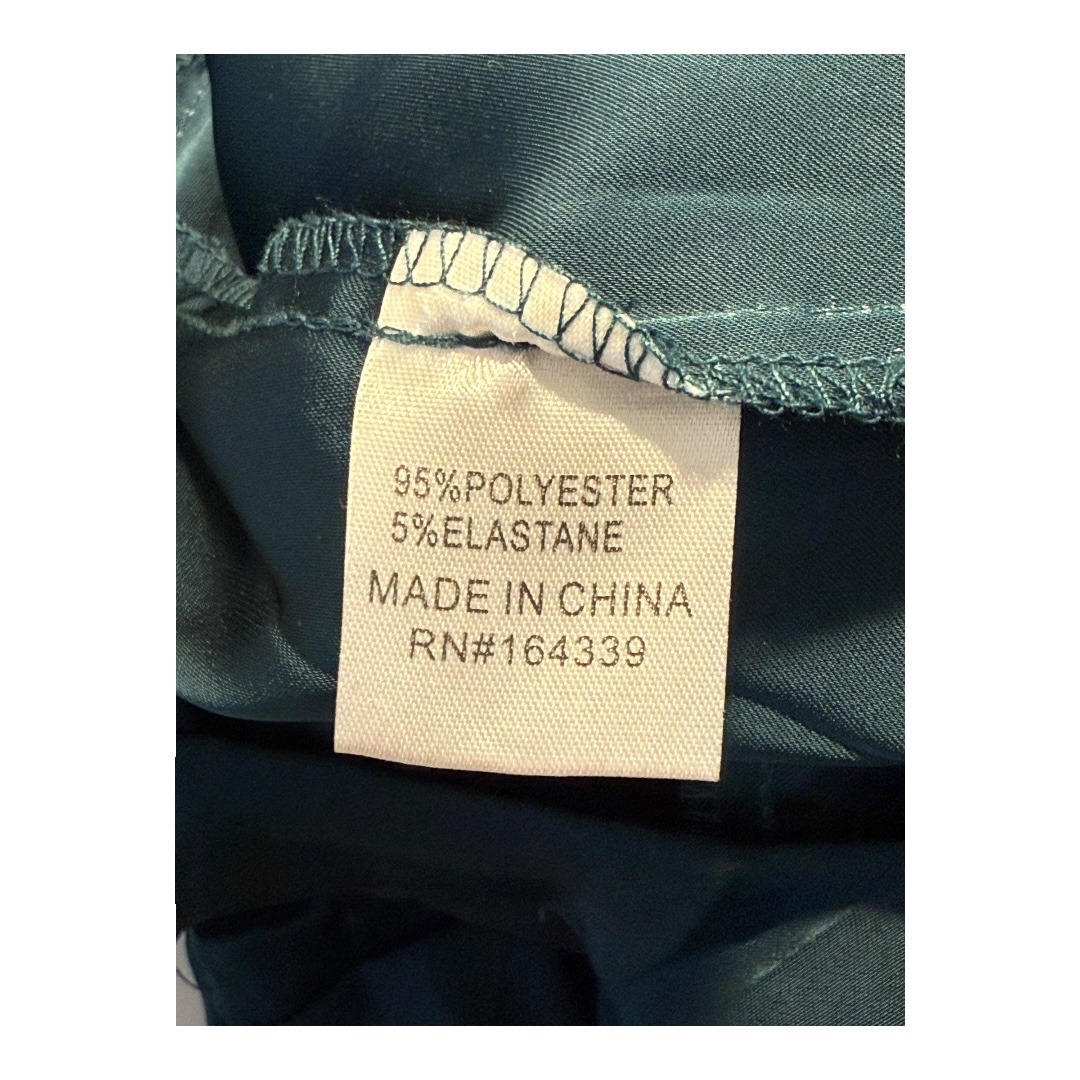 95%POLYESTER
5%ELASTANE
MADE IN CHINA
RN#164339